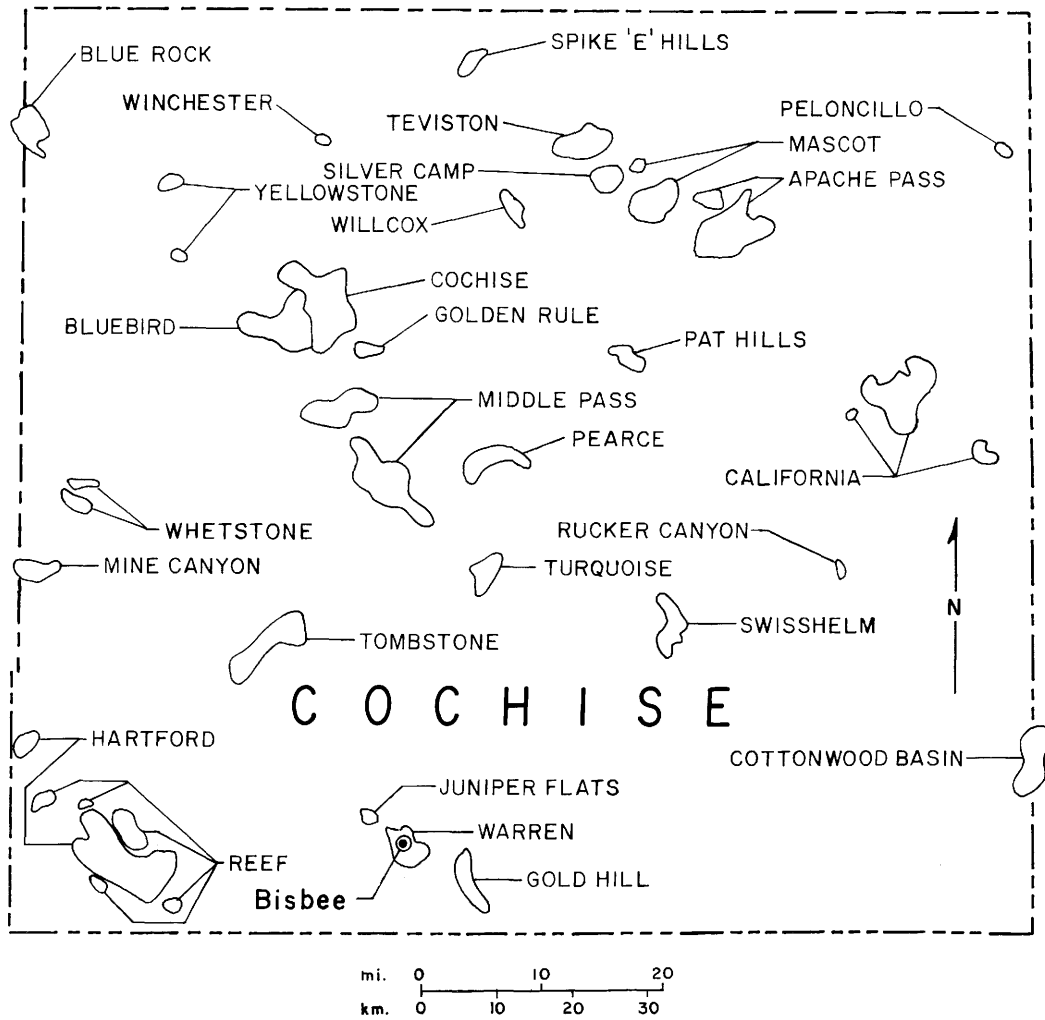 SPIKE 'E' HILLS
BLUE ROCK
WINCHESTER
PELONCILLO
TEVISTON
MASCOT
SILVER CAMP
APACHE PASS
YELLOWSTONE
WILLCOX
COCHISE
GOLDEN RULE
BLUEBIRD
PAT HILLS
MIDDLE PASS
PEARCE
CALIFORNIA
WHETSTONE
RUCKER CANYON
MINE CANYON
TURQUOISE
N
SWISSHELM
TOMBSTONE
COCHISE
HARTFORD
COTTONWOOD BASIN
JUNIPER FLATS
WARREN
REEF
GOLD HILL
Bisbee
mi. 0 10 20
km. 0 10 20 30